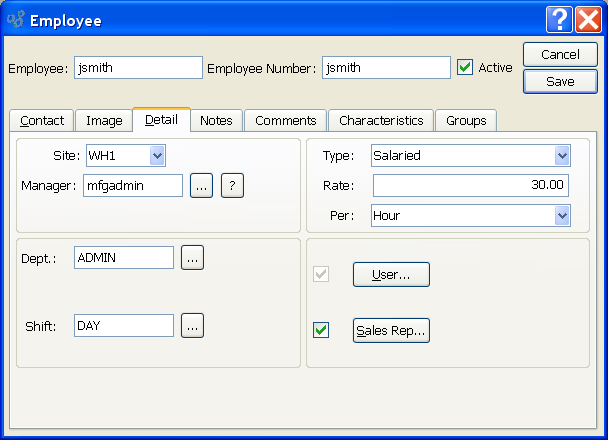 Employee
?
Employee: jsmith Employee Number: jsmith Active
Cancel
Save
Contact Image Detail Notes Comments Characteristics Groups
Site: WH1
Manager: mfgadmin ... ?
Type: Salaried
Rate: 30.00
Per: Hour
Dept.: ADMIN ...
Shift: DAY ...
User...
Sales Rep...